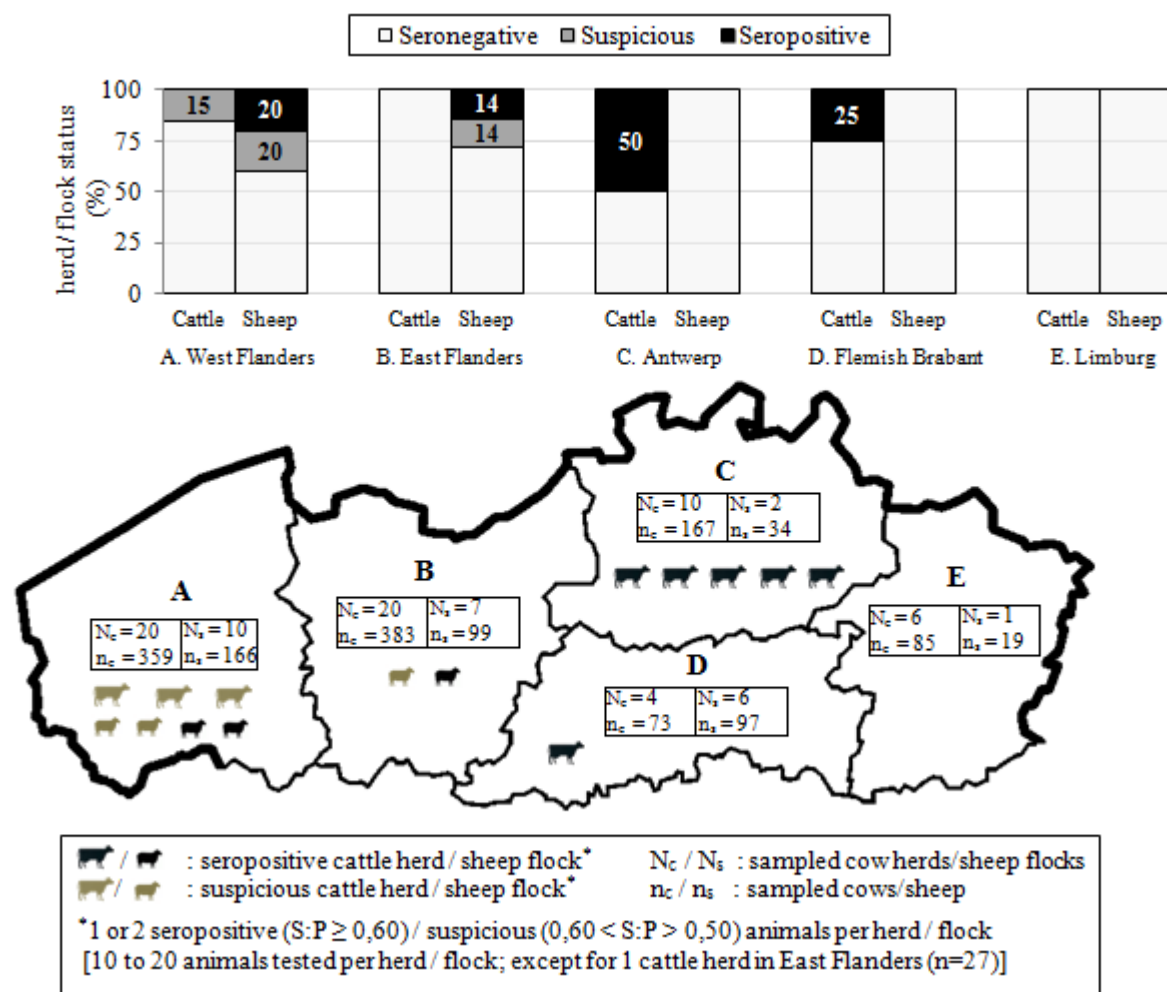 Seronegative Suspicious Seropositive
herd/ flock status
(%)
100
75
50
25
0
15 20
20
14
14
50
25
Cattle Sheep Cattle Sheep Cattle Sheep Cattle Sheep Cattle Sheep
A. West Flanders B. East Flanders C. Antwerp D. Flemish Brabant E. Limburg
C
Nc = 10 Ns = 2
nc = 167 ns = 34
B
Nc = 20 Ns = 7
nc = 383 ns = 99
A
Nc = 20 Ns = 10
nc = 359 ns = 166
E
Nc = 6 Ns = 1
nc = 85 ns = 19
D
Nc = 4 Ns = 6
nc = 73 ns = 97
/ : seropositive cattle herd / sheep flock* Nc / Ns : sampled cow herds/sheep flocks
/ : suspicious cattle herd / sheep flock* nc / ns : sampled cows/sheep
*1 or 2 seropositive (S:P ≥ 0,60) / suspicious (0,60 < S:P > 0,50) animals per herd / flock
[10 to 20 animals tested per herd / flock; except for 1 cattle herd in East Flanders (n=27)]